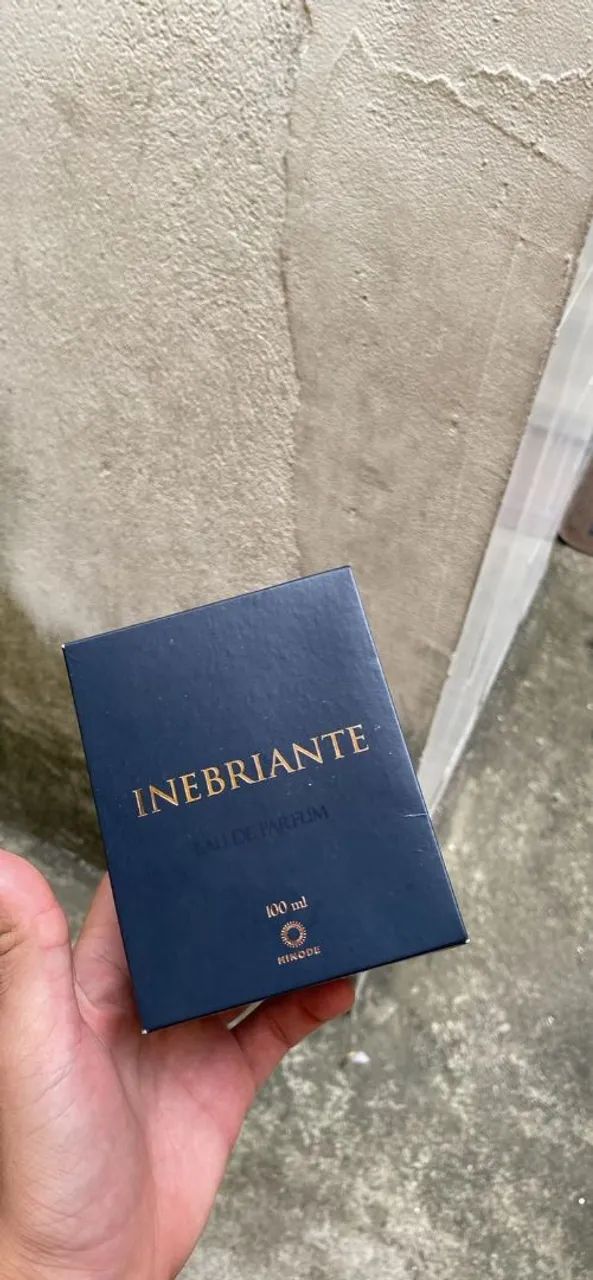 INEBRIANTE
EAU DE PARFUM
100 ml
HINODE